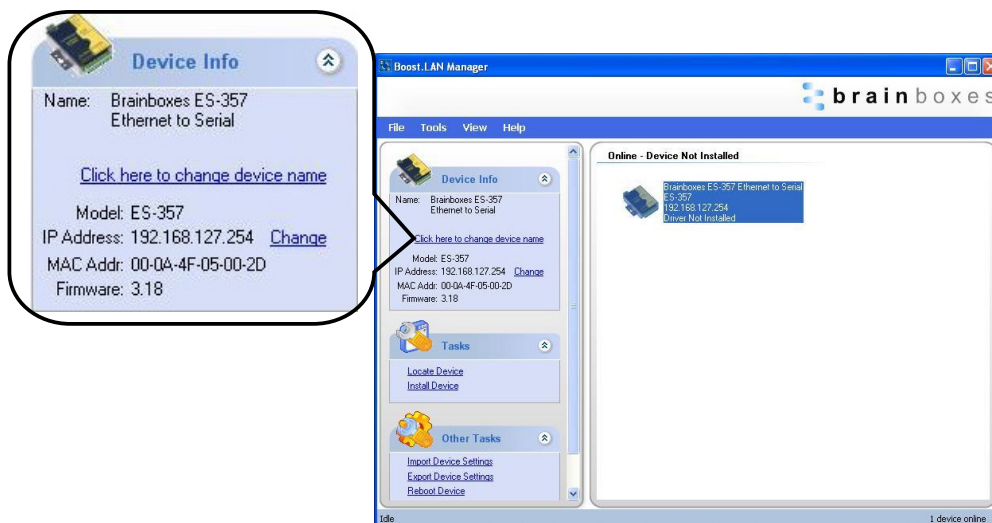 Device Info
Name: Brainboxes ES-357
Ethernet to Serial
Click here to change device name
Model: ES-357
IP Address: 192.168.127.254 Change
MAC Addr: 00-0A-4F-05-00-2D
Firmware: 3.18
Boost.LAN Manager
brainboxes
File Tools View Help
Device Info
Name: Brainboxes ES-357
Ethernet to Serial
Click here to change device name
Model: ES-357
IP Address: 192.168.127.254 Change
MAC Addr: 00-0A-4F-05-00-2D
Firmware: 3.18
Tasks
Locate Device
Install Device
Other Tasks
Import Device Settings
Export Device Settings
Reboot Device
Online - Device Not Installed
Brainboxes ES-357 Ethernet to Serial
ES-357
192.168.127.254
Driver Not Installed
Idle
1 device online